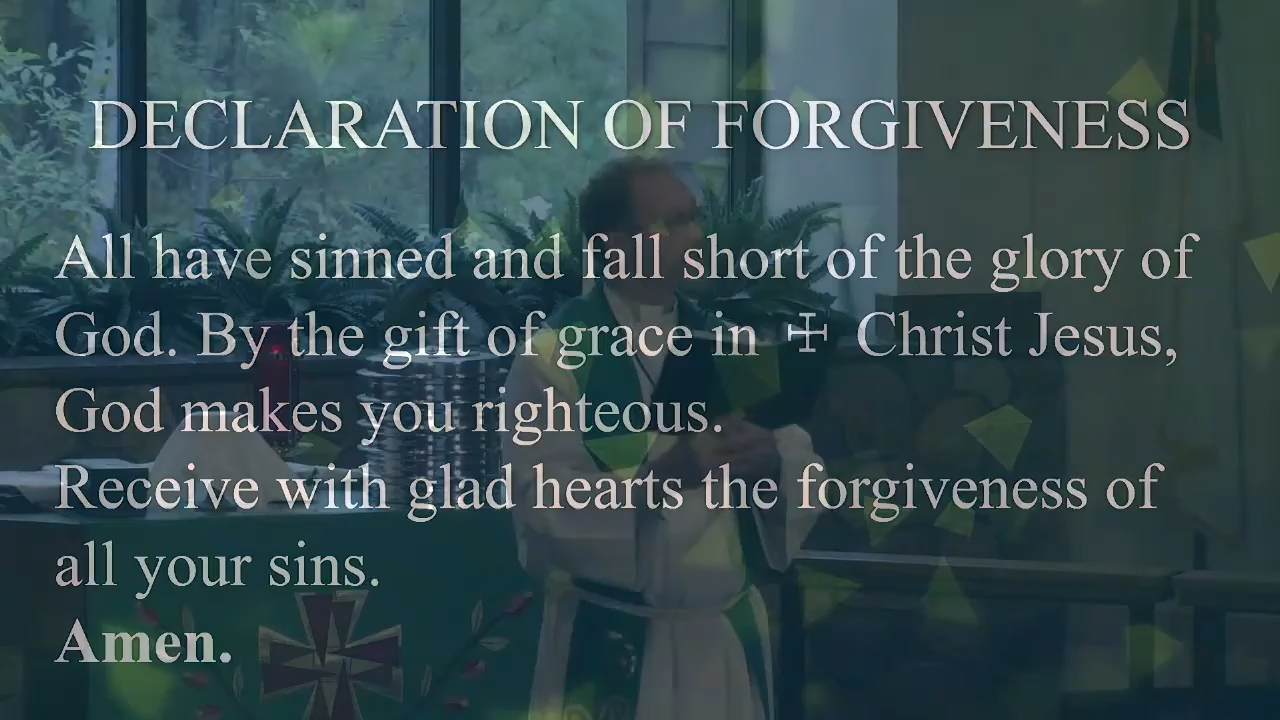 DECLARATION OF FORGIVENESS
All have sinned and fall short of the glory of
God. By the gift of grace in ☩ Christ Jesus,
God makes you righteous.
Receive with glad hearts the forgiveness of
all your sins.
Amen.